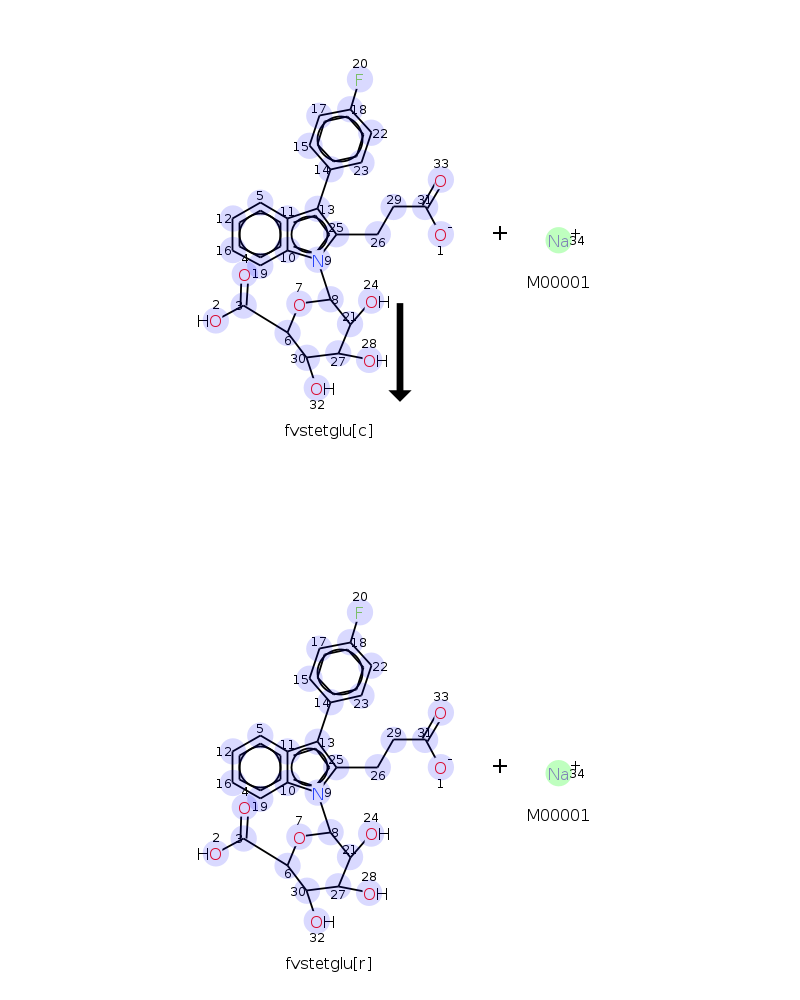 20
F
17 18
15 22
14 23
33
O
5 29 31
12 11 13
25
O-
16 10 N9 26 1
+
Na+34
4 19
M00001
O
7 8 24
OH
2 3 O 21
HO
6 28
30 27 OH
OH
32
fvstetglu[c]
20
F
17 18
15 22
14 23
33
O
5 29 31
12 11 13
25
O-
16 10 N9 26 1
+
Na+34
4 19
M00001
O
7 8 24
OH
2 3 O 21
HO
6 28
30 27 OH
OH
32
fvstetglu[r]